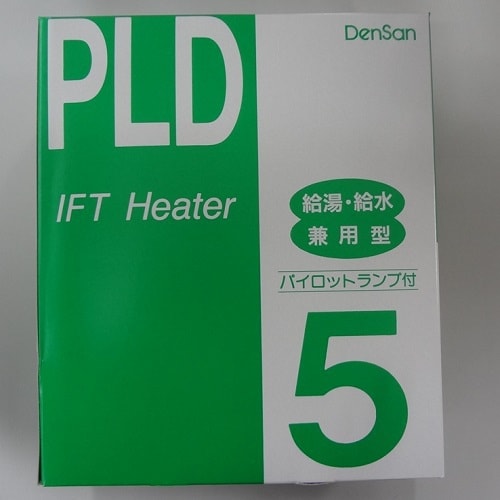 PLD
DenSan
IFT Heater
給湯・給水
兼用型
パイロットランプ付
5